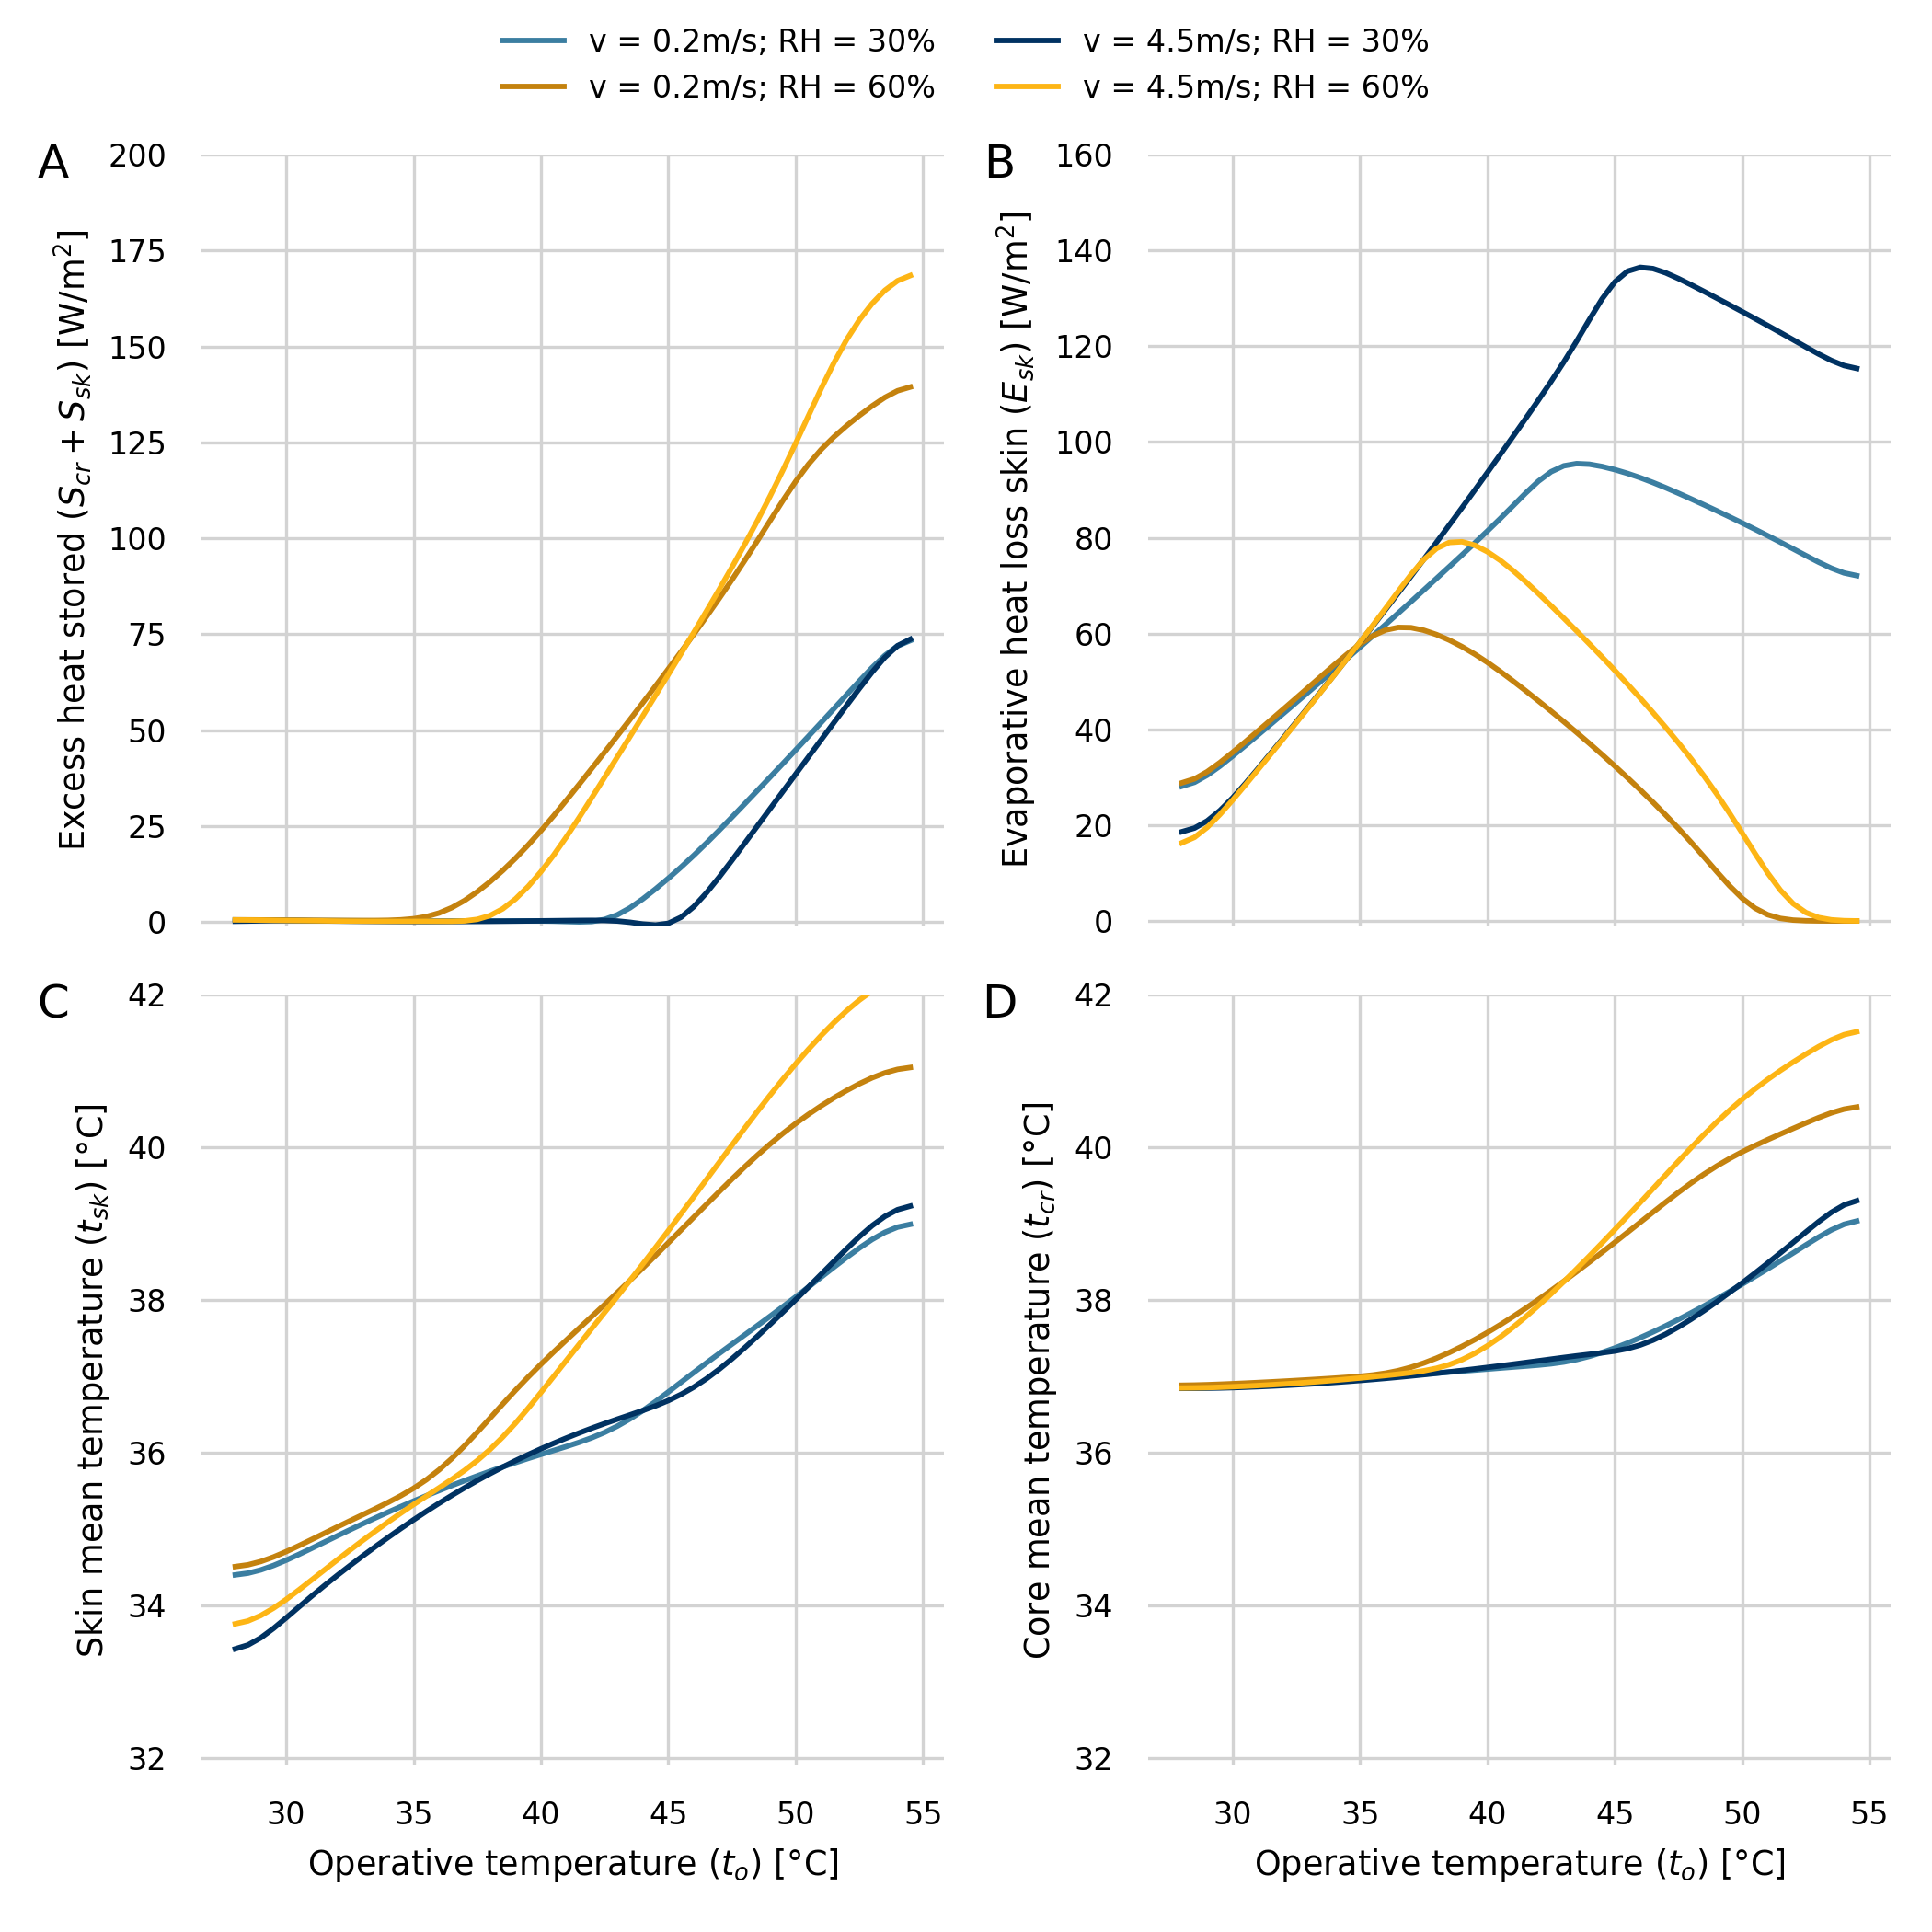 v = 0.2m/s; RH = 30%
v = 4.5m/s; RH = 30%
v = 0.2m/s; RH = 60%
v = 4.5m/s; RH = 60%
A
Excess heat stored (S_cr + S_sk) [W/m²]
200
175
150
125
100
75
50
25
0
B
Evaporative heat loss skin (E_sk) [W/m²]
160
140
120
100
80
60
40
20
0
C
Skin mean temperature (t_sk) [°C]
42
40
38
36
34
32
30 35 40 45 50 55
Operative temperature (t_o) [°C]
D
Core mean temperature (t_cr) [°C]
42
40
38
36
34
32
30 35 40 45 50 55
Operative temperature (t_o) [°C]